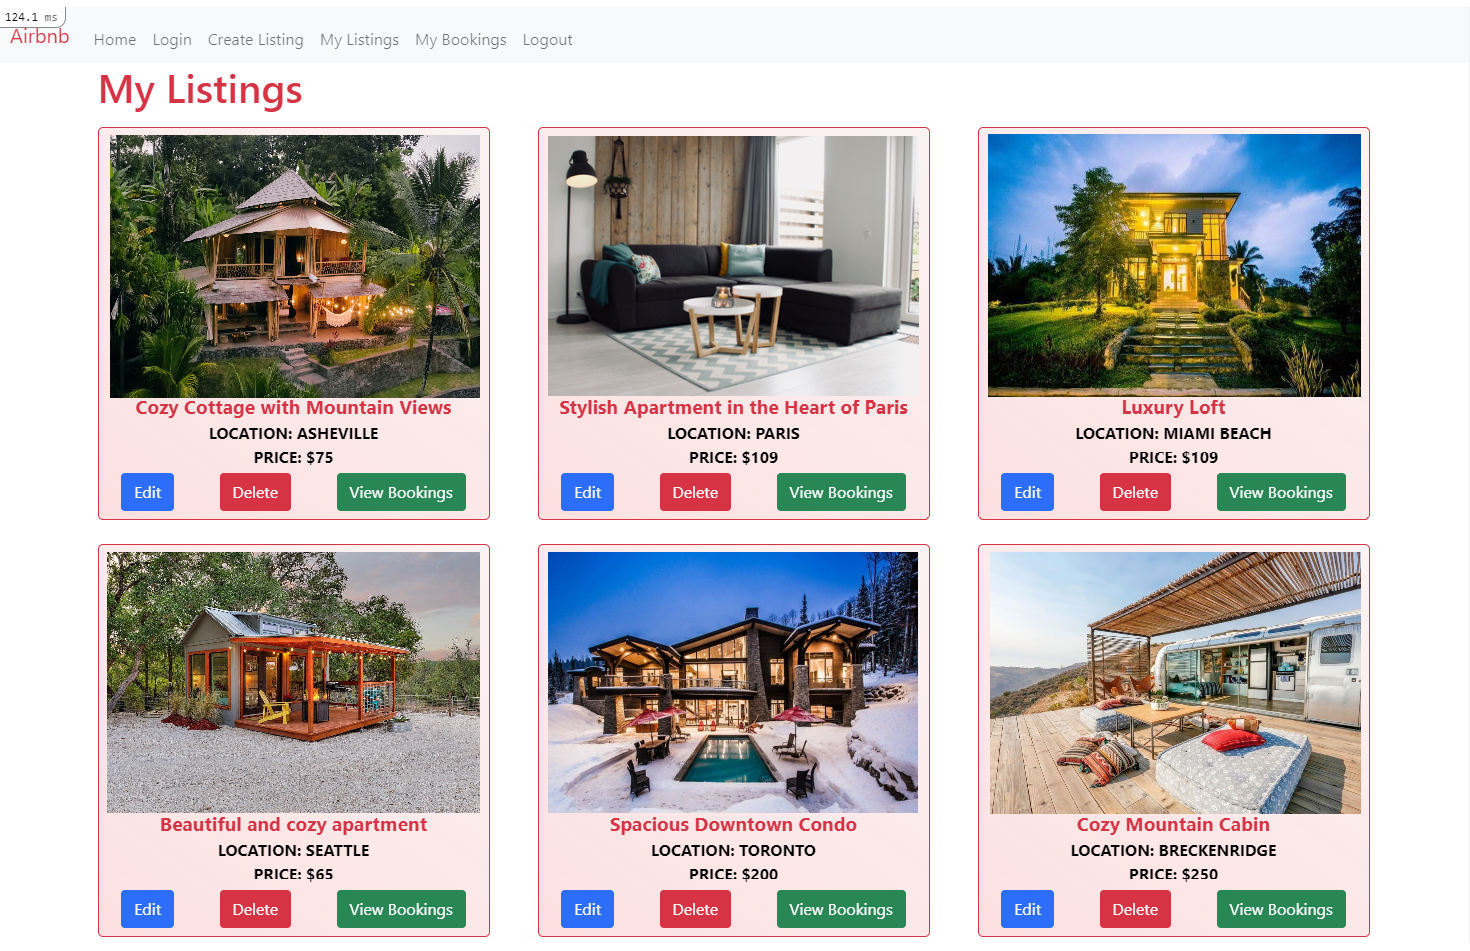 124.1 ms
Airbnb Home Login Create Listing My Listings My Bookings Logout
My Listings
Cozy Cottage with Mountain Views
LOCATION: ASHEVILLE
PRICE: $75
Edit Delete View Bookings
Stylish Apartment in the Heart of Paris
LOCATION: PARIS
PRICE: $109
Edit Delete View Bookings
Luxury Loft
LOCATION: MIAMI BEACH
PRICE: $109
Edit Delete View Bookings
Beautiful and cozy apartment
LOCATION: SEATTLE
PRICE: $65
Edit Delete View Bookings
Spacious Downtown Condo
LOCATION: TORONTO
PRICE: $200
Edit Delete View Bookings
Cozy Mountain Cabin
LOCATION: BRECKENRIDGE
PRICE: $250
Edit Delete View Bookings